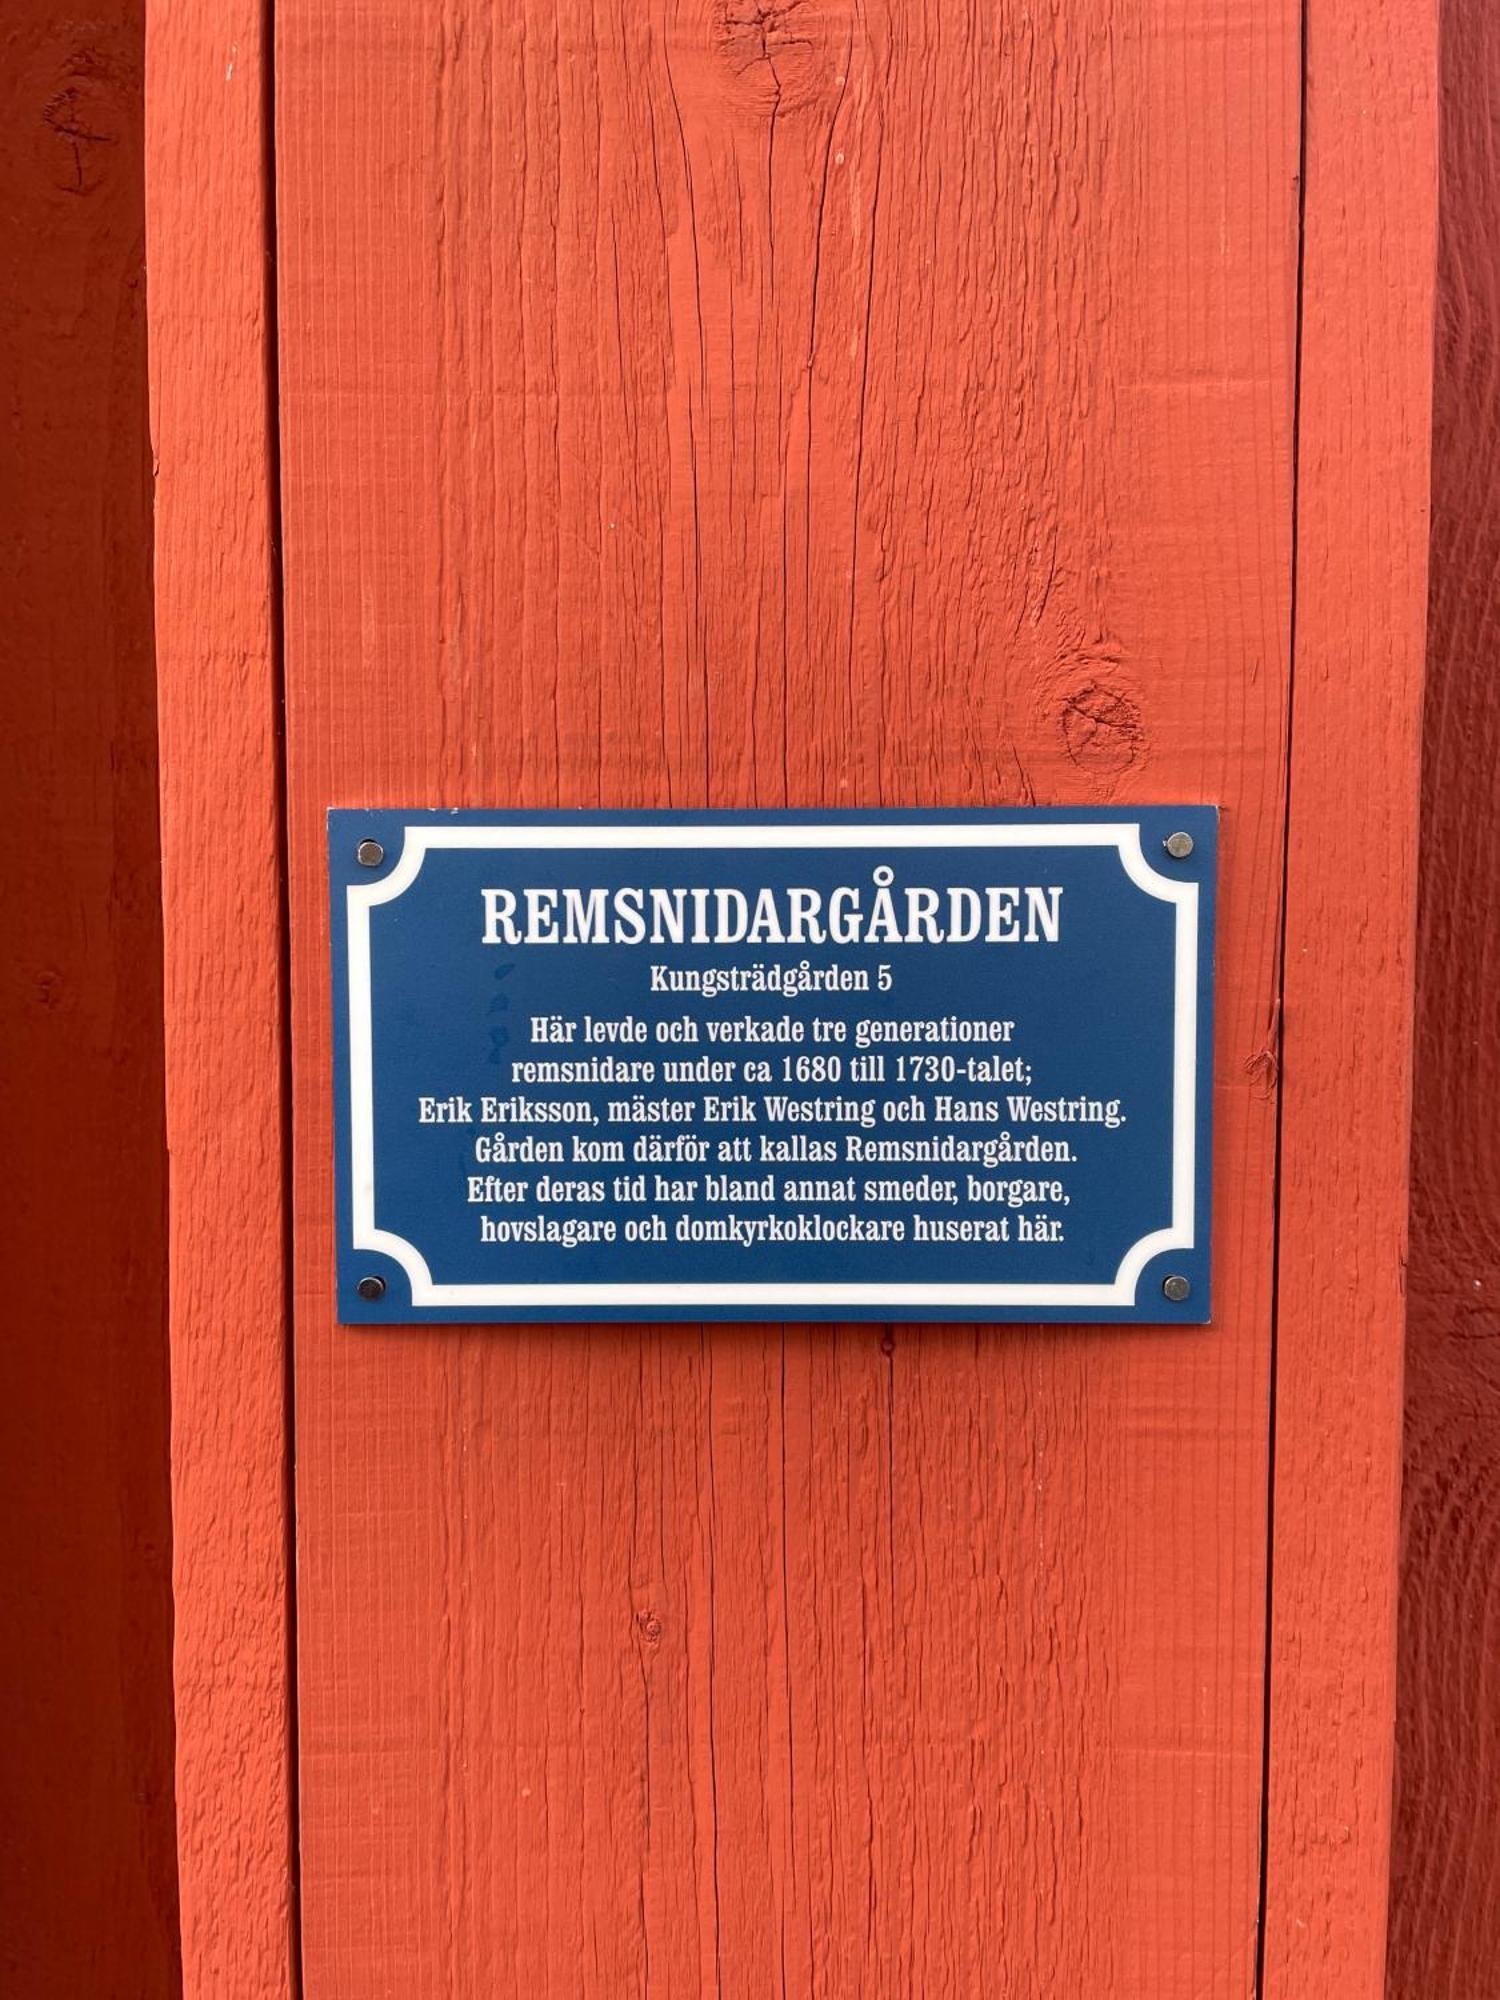 REMSNIDARGÅRDEN
Kungsträdgården 5
Här levde och verkade tre generationer
remsnidare under ca 1680 till 1730-talet;
Erik Eriksson, mäster Erik Westring och Hans Westring.
Gården kom därför att kallas Remsnidargården.
Efter deras tid har bland annat smeder, borgare,
hovslagare och domkyrkoklockare huserat här.